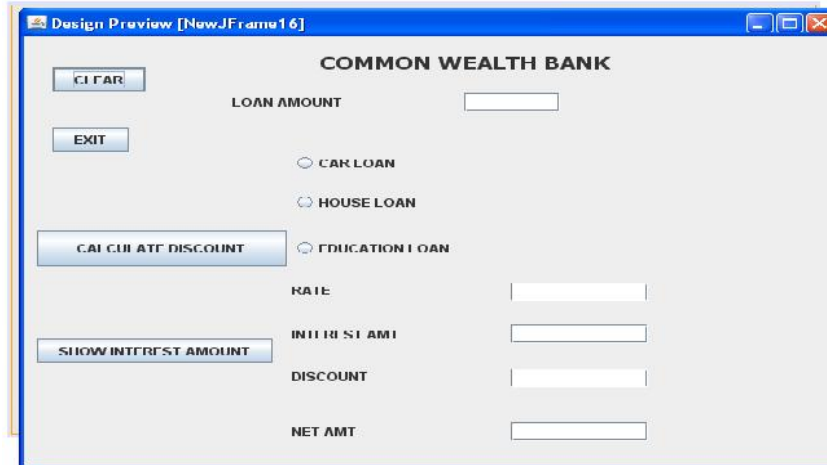 Design Preview [NewJFrame16]
COMMON WEALTH BANK
CLEAR
LOAN AMOUNT
EXIT
CAR LOAN
HOUSE LOAN
CALCULATE DISCOUNT
EDUCATION LOAN
RATE
INTEREST AMT
SHOW INTEREST AMOUNT
DISCOUNT
NET AMT